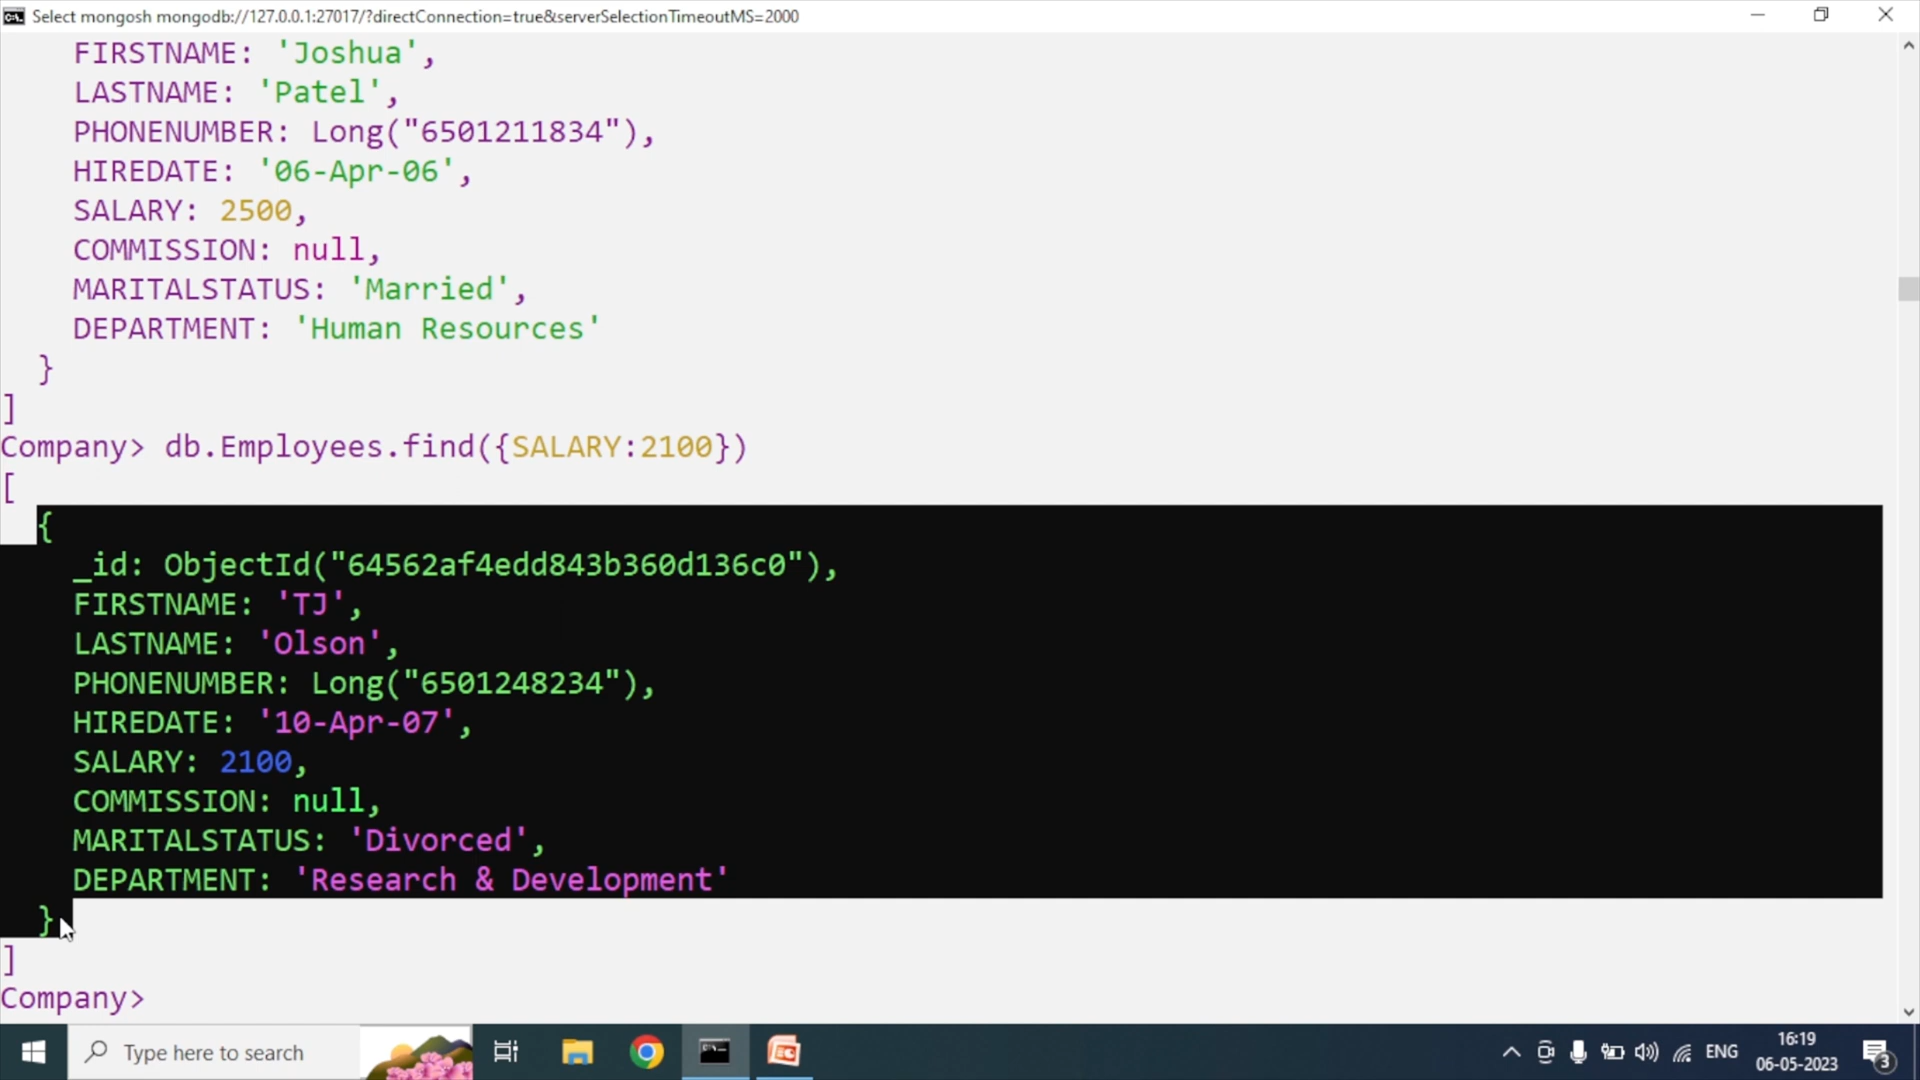 Select mongosh mongodb://127.0.0.1:27017/?directConnection=true&serverSelectionTimeoutMS=2000
FIRSTNAME: 'Joshua',
LASTNAME: 'Patel',
PHONENUMBER: Long("6501211834"),
HIREDATE: '06-Apr-06',
SALARY: 2500,
COMMISSION: null,
MARITALSTATUS: 'Married',
DEPARTMENT: 'Human Resources'
}
]
Company> db.Employees.find({SALARY:2100})
[
{
_id: ObjectId("64562af4edd843b360d136c0"),
FIRSTNAME: 'TJ',
LASTNAME: 'Olson',
PHONENUMBER: Long("6501248234"),
HIREDATE: '10-Apr-07',
SALARY: 2100,
COMMISSION: null,
MARITALSTATUS: 'Divorced',
DEPARTMENT: 'Research & Development'
}
]
Company>
Type here to search
ENG
16:19
06-05-2023
3